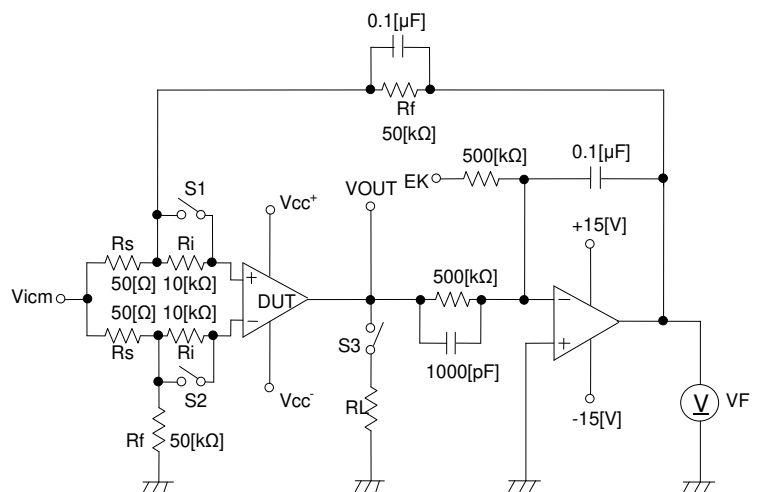 0.1[µF]
Rf
50[kΩ]
500[kΩ]
0.1[µF]
EK
VOUT
S1
Vcc+
+15[V]
Rs
Ri
50[Ω]
10[kΩ]
Vicm
500[kΩ]
DUT
50[Ω]
10[kΩ]
Rs
Ri
S3
1000[pF]
S2
Vcc-
RL
-15[V]
V
VF
Rf
50[kΩ]
+
−
−
+